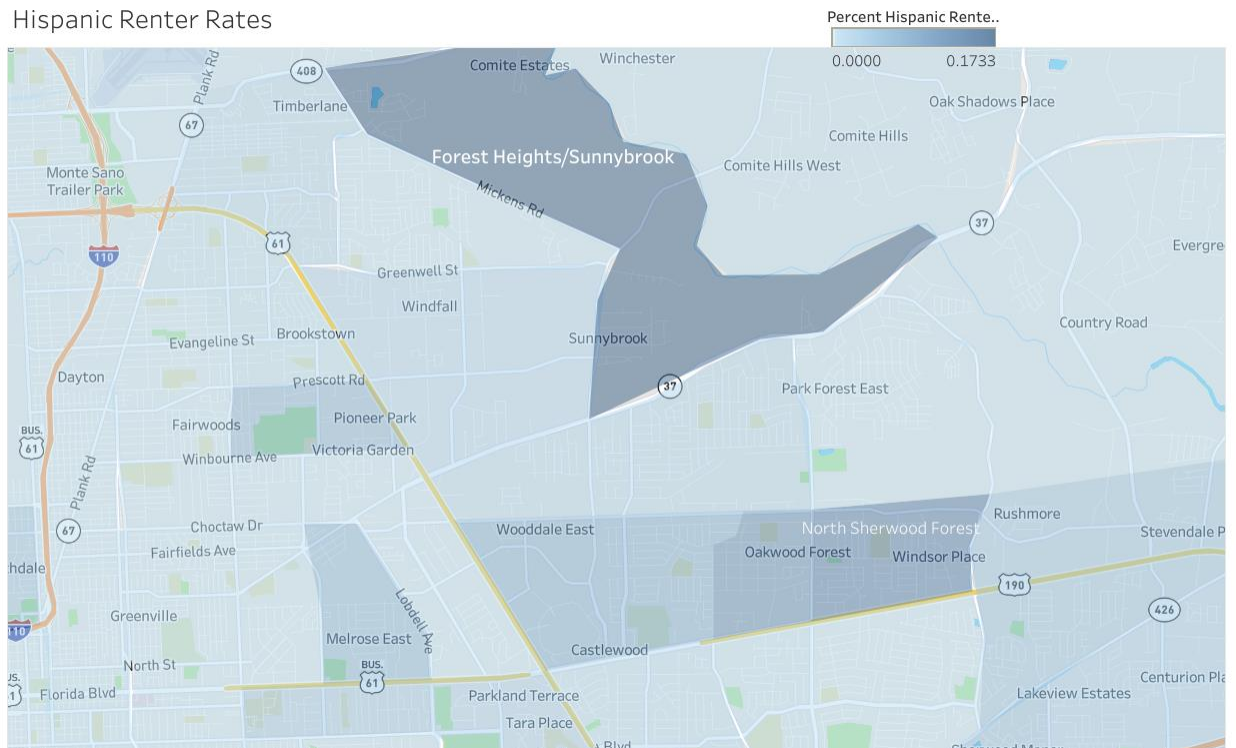 Hispanic Renter Rates
Percent Hispanic Rente..
0.0000
0.1733
Plank Rd
408
Comite Estates
Winchester
Timberlane
Oak Shadows Place
67
Comite Hills
Forest Heights/Sunnybrook
Comite Hills West
Monte Sano
Trailer Park
Mickens Rd
37
61
110
Evergre
Greenwell St
Windfall
Brookstown
Country Road
Evangeline St
Sunnybrook
Dayton
Prescott Rd
37
Park Forest East
Fairwoods
Pioneer Park
BUS.
61
Winbourne Ave
Victoria Garden
Plank Rd
67
Choctaw Dr
Wooddale East
North Sherwood Forest
Rushmore
Stevendale P
Fairfields Ave
Oakwood Forest
Windsor Place
hdale
190
Lobdell Ave
426
Greenville
110
Melrose East
Castlewood
North St
BUS.
61
Centurion Pla
US.
1
Florida Blvd
Parkland Terrace
Lakeview Estates
Tara Place
Blvd